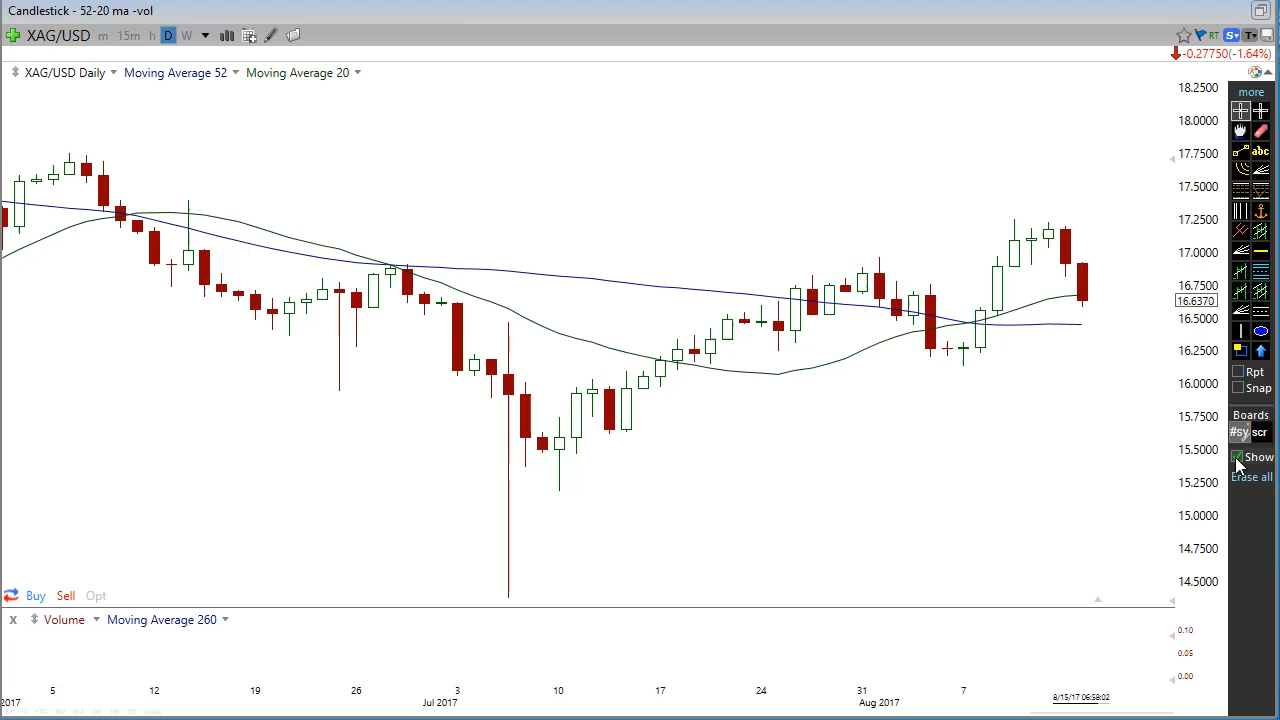 Candlestick - 52-20 ma -vol
XAG/USD m 15m h D W RT S T
-0.27750(-1.64%)
XAG/USD Daily Moving Average 52 Moving Average 20
more
abc
18.2500
18.0000
17.7500
17.5000
17.2500
17.0000
16.7500
16.6370
16.5000
16.2500
16.0000
15.7500
15.5000
15.2500
15.0000
14.7500
14.5000
Rpt
Snap
Boards
#sy scr
Show
Erase all
Buy Sell Opt
x Volume Moving Average 260
0.10
0.05
0.00
5 12 19 26 3 10 17 24 31 7 8/15/17 06:58:02
2017 Jul 2017 Aug 2017